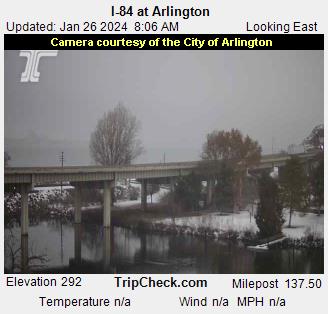 I-84 at Arlington
Updated: Jan 26 2024 8:06 AM Looking East
Camera courtesy of the City of Arlington
Elevation 292 TripCheck.com Milepost 137.50
Temperature n/a Wind n/a MPH n/a